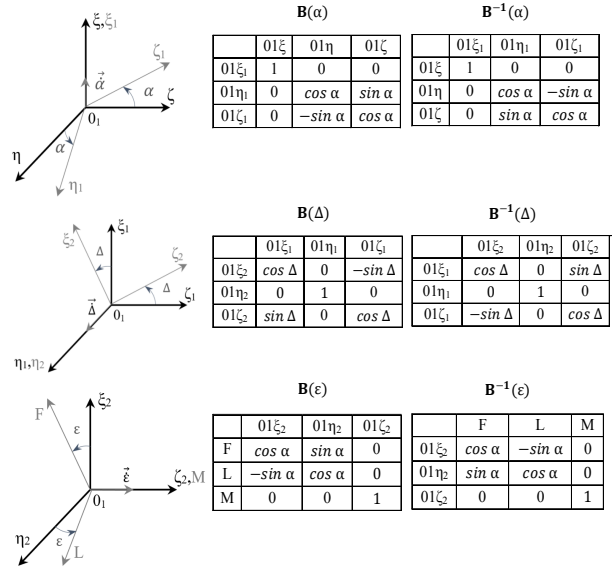 B(α)
B⁻¹(α)
ξ,ξ₁
ζ₁
α⃗̇
α
ζ
0₁
α
η
η₁
01ξ 01η 01ζ
01ξ₁ 1 0 0
01η₁ 0 cos α sin α
01ζ₁ 0 −sin α cos α
01ξ₁ 01η₁ 01ζ₁
01ξ 1 0 0
01η 0 cos α −sin α
01ζ 0 sin α cos α
B(Δ)
B⁻¹(Δ)
ξ₁
ξ₂
Δ
ζ₂
Δ
Δ⃗̇
ζ₁
0₁
η₁,η₂
01ξ₁ 01η₁ 01ζ₁
01ξ₂ cos Δ 0 −sin Δ
01η₂ 0 1 0
01ζ₂ sin Δ 0 cos Δ
01ξ₂ 01η₂ 01ζ₂
01ξ₁ cos Δ 0 sin Δ
01η₁ 0 1 0
01ζ₁ −sin Δ 0 cos Δ
B(ε)
B⁻¹(ε)
ξ₂
F
ε
ε⃗̇
ζ₂,M
0₁
η₂
ε
L
01ξ₂ 01η₂ 01ζ₂
F cos α sin α 0
L −sin α cos α 0
M 0 0 1
F L M
01ξ₂ cos α −sin α 0
01η₂ sin α cos α 0
01ζ₂ 0 0 1